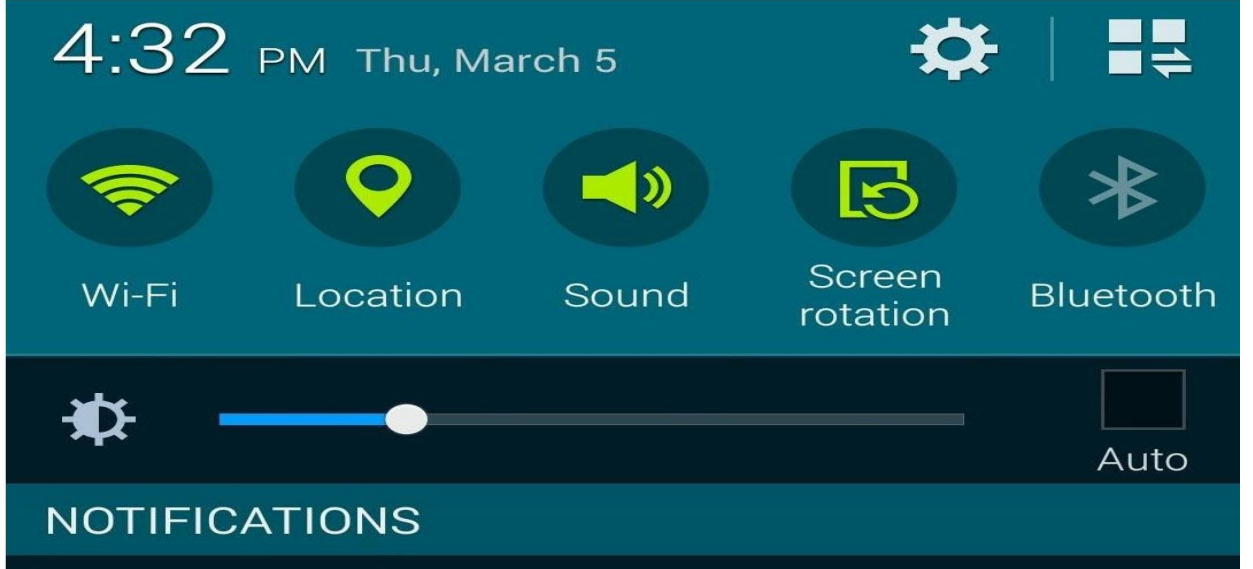 4:32 PM Thu, March 5
Wi-Fi
Location
Sound
Screen
rotation
Bluetooth
Auto
NOTIFICATIONS